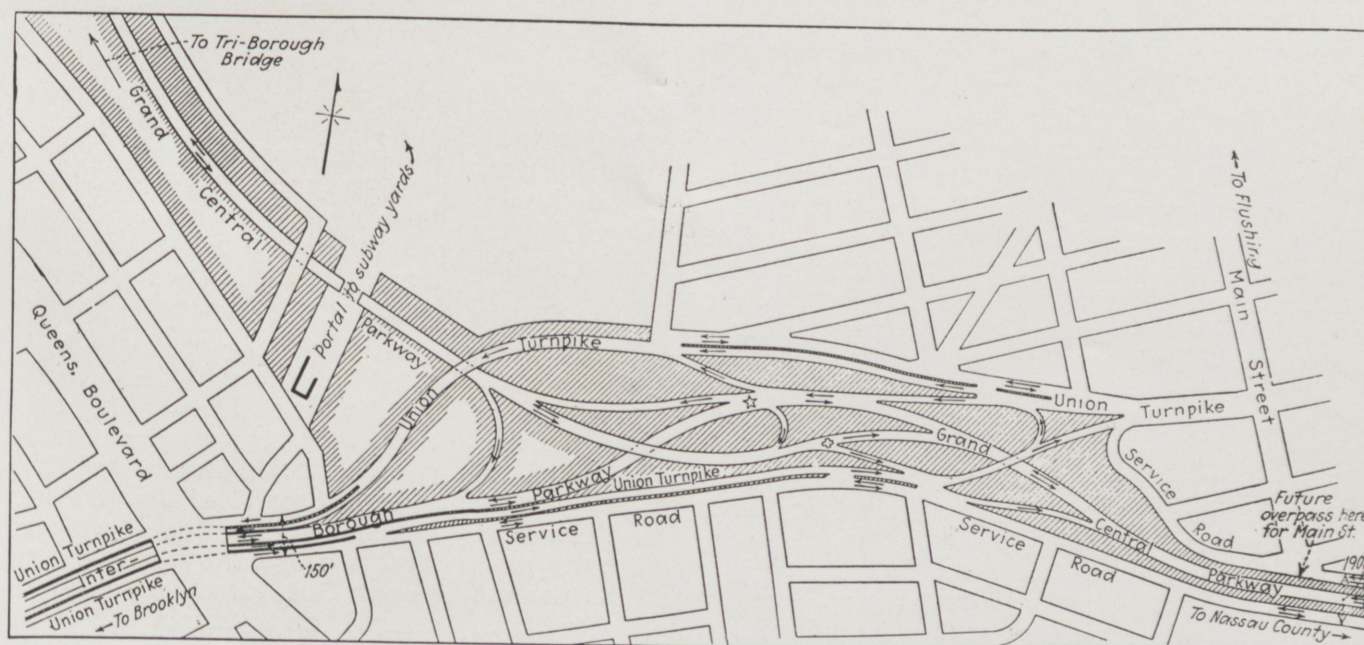 To Tri-Borough
Bridge
Grand
Central
Parkway
Portal to subway yards
Queens Boulevard
Union
Turnpike
To Flushing
Main
Street
Union
Turnpike
Grand
Service
Road
Central
Parkway
Future
overpass here
for Main St.
190
To Nassau County
Service
Road
Parkway
Union Turnpike
Borough
Service
Road
150'
Union Turnpike
Inter-
Union Turnpike
To Brooklyn